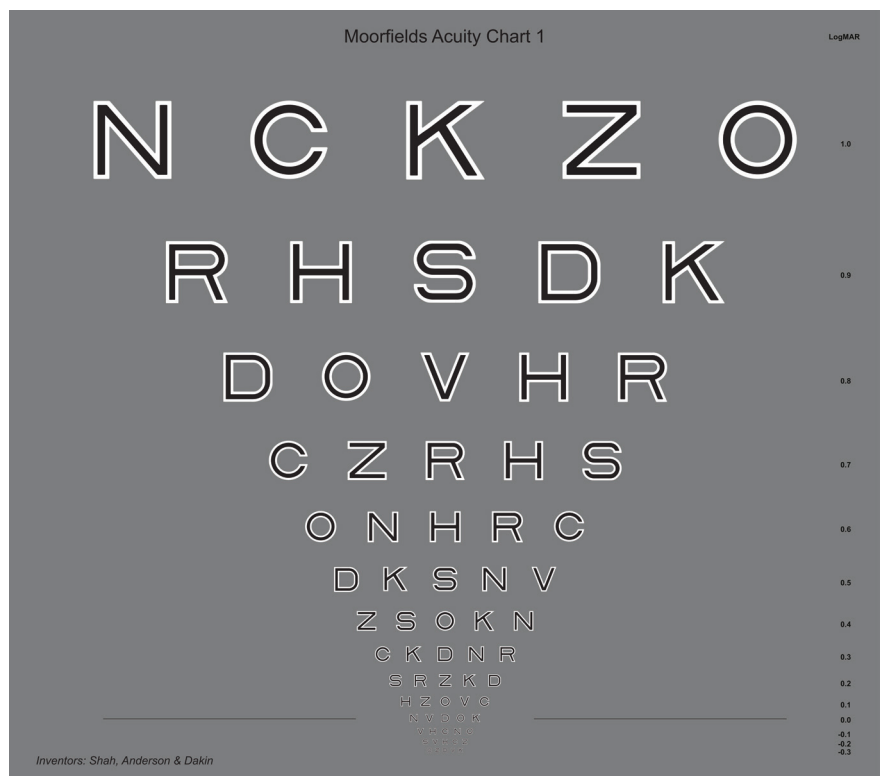 Moorfields Acuity Chart 1
LogMAR
N C K Z O 1.0
R H S D K 0.9
D O V H R 0.8
C Z R H S 0.7
O N H R C 0.6
D K S N V 0.5
Z S O K N 0.4
C K D N R 0.3
S R Z K D 0.2
H Z O V C 0.1
0.0
-0.1
-0.2
-0.3
Inventors: Shah, Anderson & Dakin